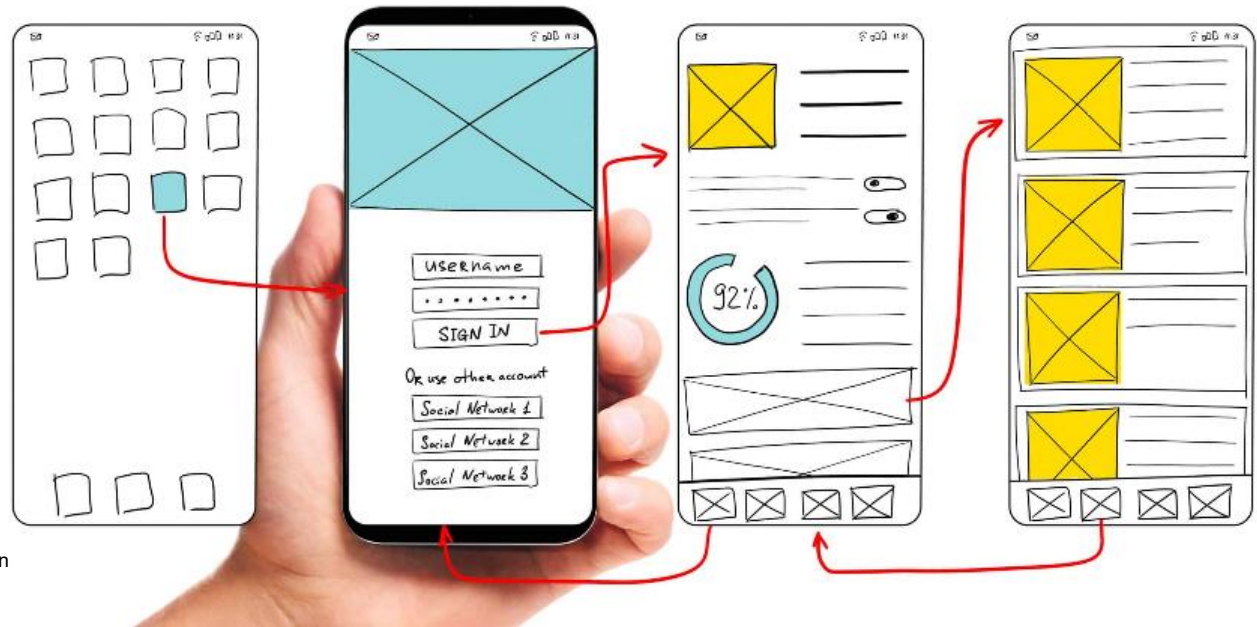 username
SIGN IN
Or use other account
Social Network 1
Social Network 2
Social Network 3
92%
n